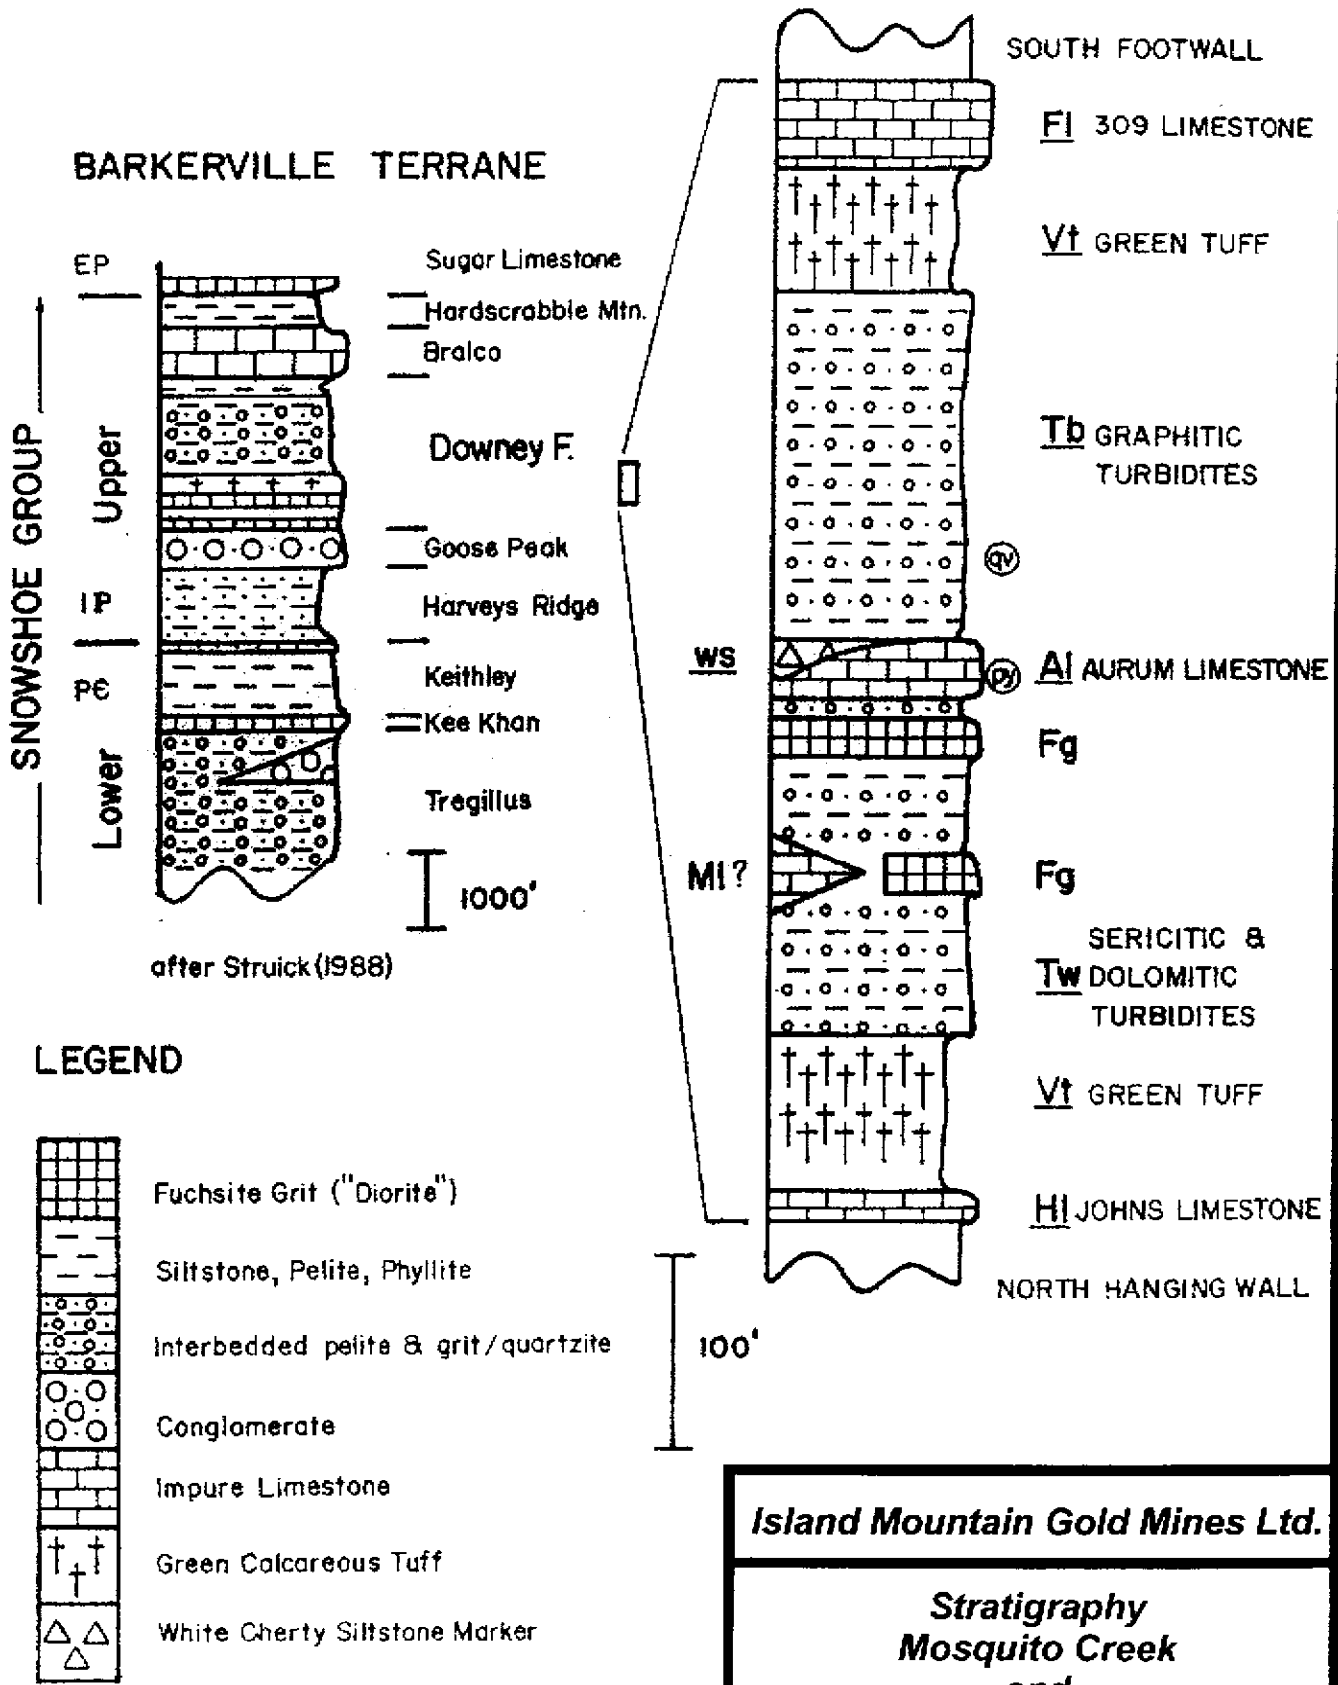 BARKERVILLE TERRANE
EP
SNOWSHOE GROUP
Upper
Lower
IP
P€
Sugar Limestone
Hardscrabble Mtn.
Bralco
Downey F.
Goose Peak
Harveys Ridge
Keithley
Kee Khan
Tregillus
1000'
after Struick (1988)
SOUTH FOOTWALL
Fl 309 LIMESTONE
Vt GREEN TUFF
Tb GRAPHITIC
TURBIDITES
qv
ws
py
Al AURUM LIMESTONE
Fg
Ml?
Fg
SERICITIC &
Tw DOLOMITIC
TURBIDITES
Vt GREEN TUFF
Hl JOHNS LIMESTONE
NORTH HANGING WALL
100'
LEGEND
Fuchsite Grit ("Diorite")
Siltstone, Pelite, Phyllite
Interbedded pelite & grit/quartzite
Conglomerate
Impure Limestone
Green Calcareous Tuff
White Cherty Siltstone Marker
Island Mountain Gold Mines Ltd.
Stratigraphy
Mosquito Creek
and